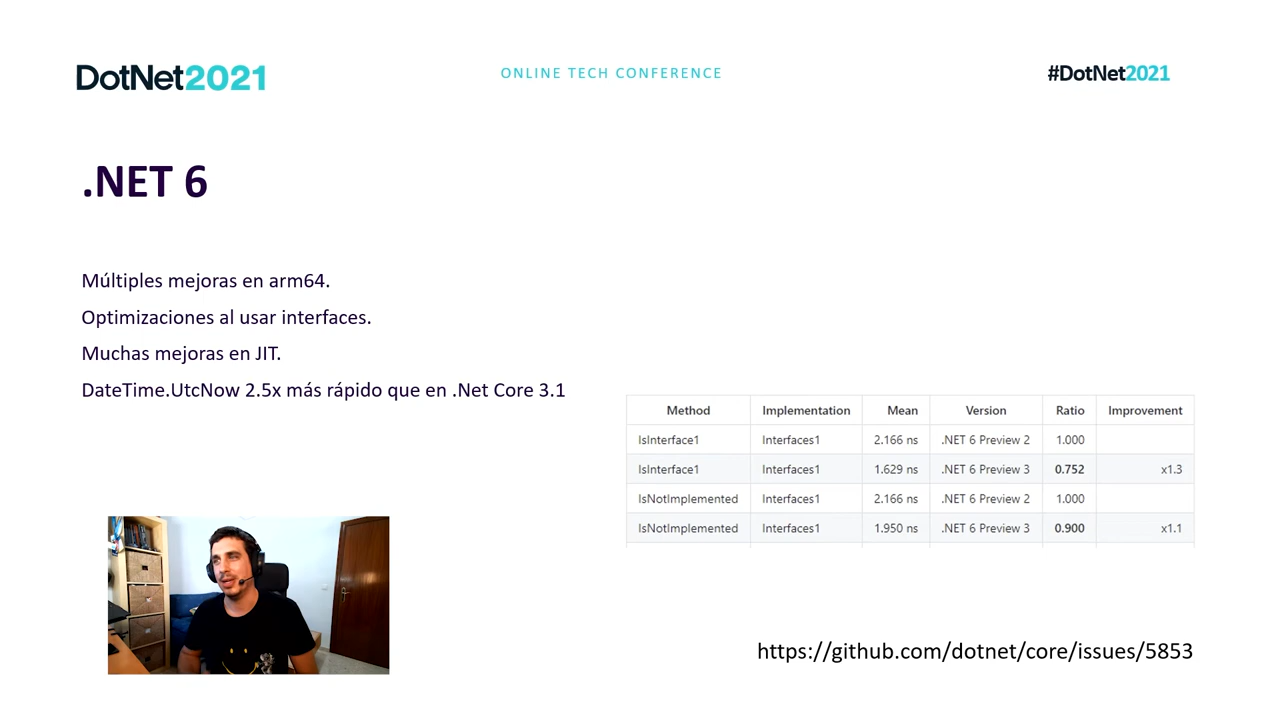 DotNet2021
ONLINE TECH CONFERENCE
#DotNet2021
.NET 6
Múltiples mejoras en arm64.
Optimizaciones al usar interfaces.
Muchas mejoras en JIT.
DateTime.UtcNow 2.5x más rápido que en .Net Core 3.1
Method Implementation Mean Version Ratio Improvement
IsInterface1 Interfaces1 2.166 ns .NET 6 Preview 2 1.000
IsInterface1 Interfaces1 1.629 ns .NET 6 Preview 3 0.752 x1.3
IsNotImplemented Interfaces1 2.166 ns .NET 6 Preview 2 1.000
IsNotImplemented Interfaces1 1.950 ns .NET 6 Preview 3 0.900 x1.1
https://github.com/dotnet/core/issues/5853